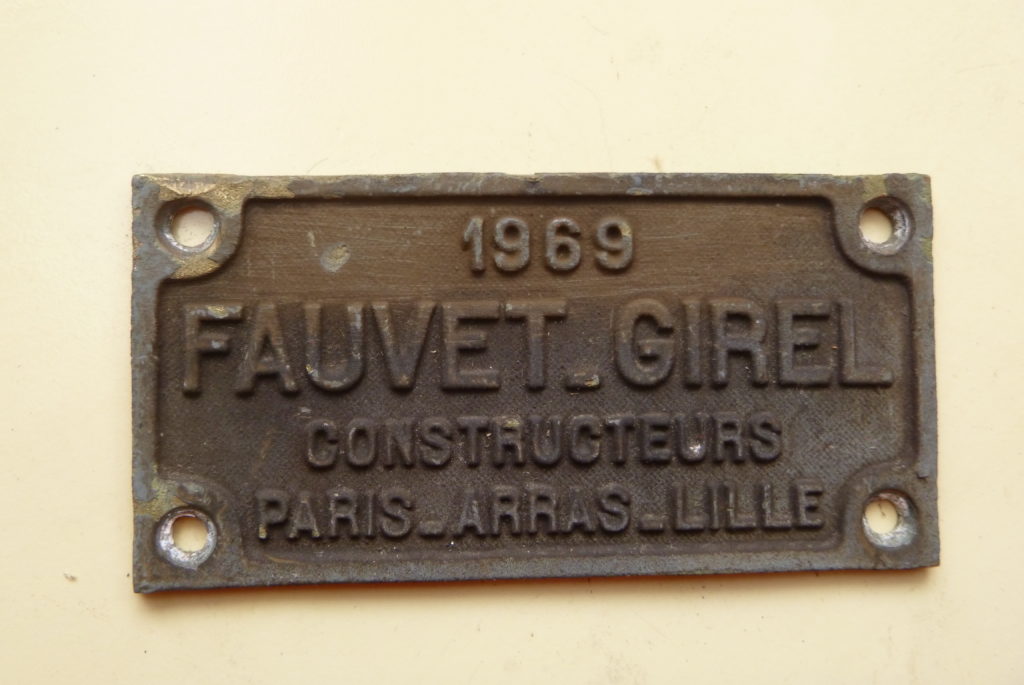 1969
FAUVET_GIREL
CONSTRUCTEURS
PARIS_ARRAS_LILLE